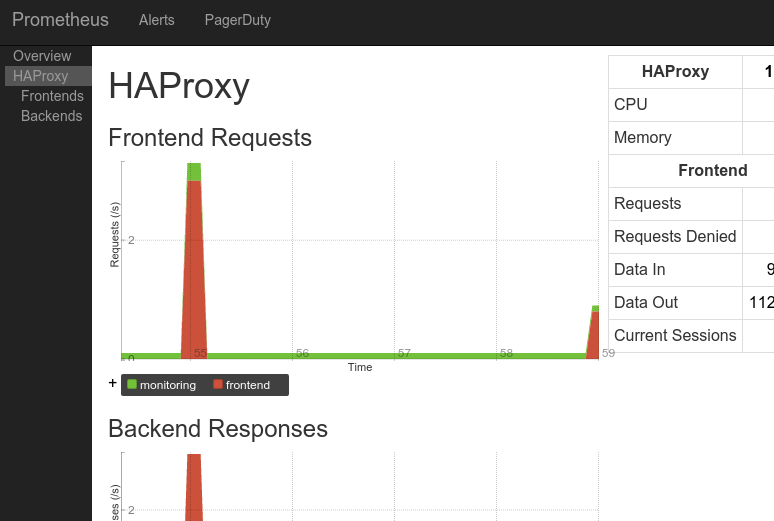 Prometheus Alerts PagerDuty
Overview
HAProxy
Frontends
Backends
HAProxy
Frontend Requests
Requests (/s)
2
0
55 56 57 58 59
Time
+ monitoring frontend
Backend Responses
2
HAProxy 1
CPU
Memory
Frontend
Requests
Requests Denied
Data In 9
Data Out 112
Current Sessions